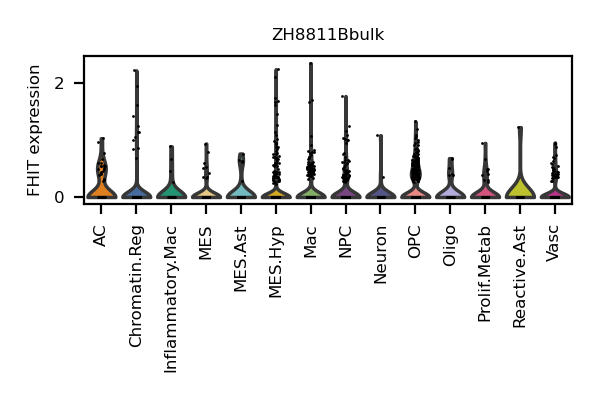 ZH8811Bbulk
FHIT expression
2
0
AC
Chromatin.Reg
Inflammatory.Mac
MES
MES.Ast
MES.Hyp
Mac
NPC
Neuron
OPC
Oligo
Prolif.Metab
Reactive.Ast
Vasc